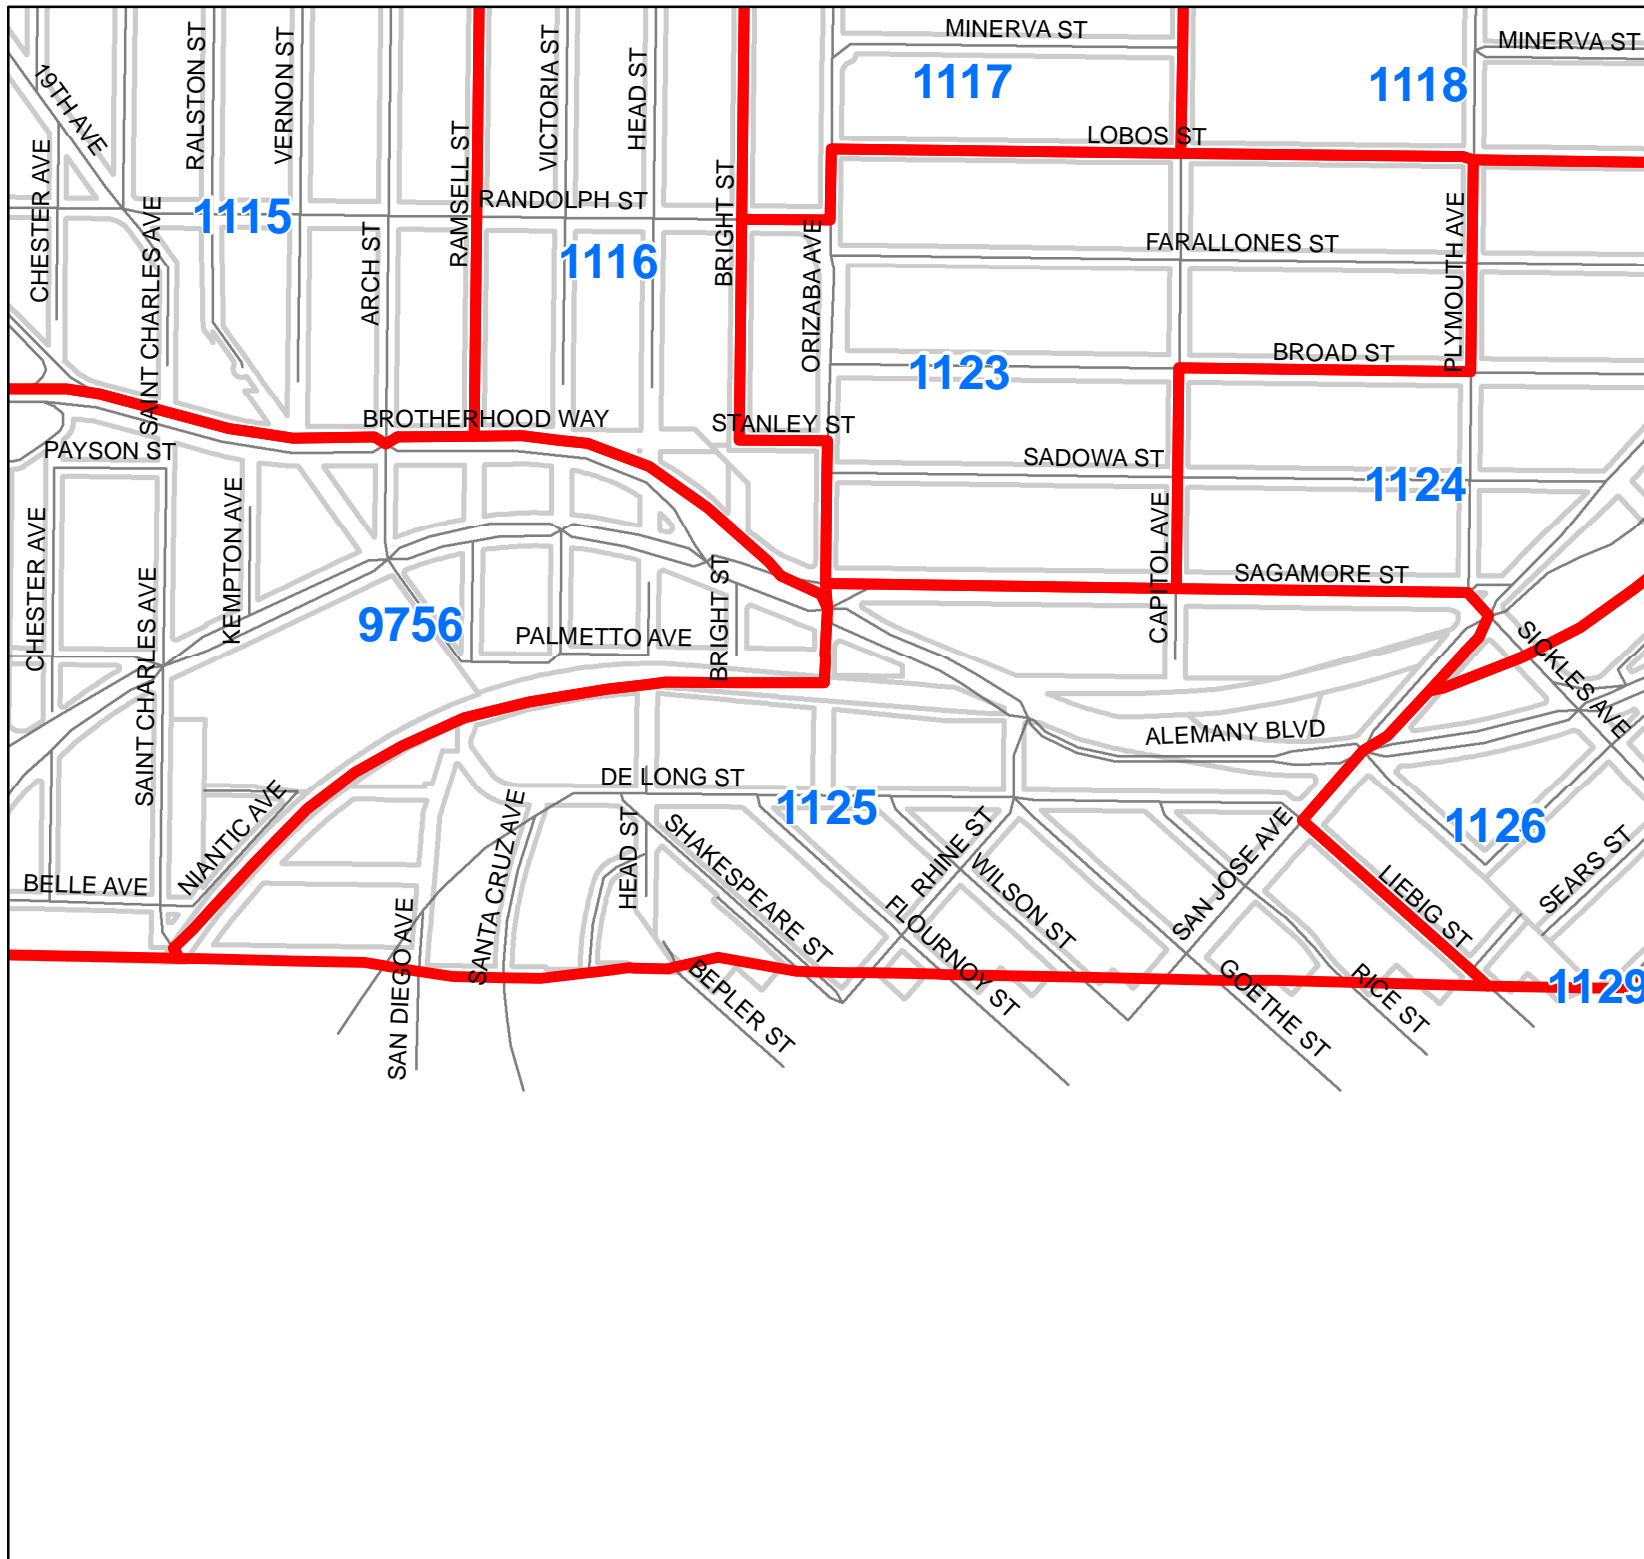 MINERVA ST
MINERVA ST
RALSTON ST
VERNON ST
VICTORIA ST
HEAD ST
19TH AVE
1117
1118
LOBOS ST
CHESTER AVE
RAMSELL ST
BRIGHT ST
RANDOLPH ST
1115
SAINT CHARLES AVE
ARCH ST
1116
ORIZABA AVE
FARALLONES ST
PLYMOUTH AVE
BROAD ST
1123
BROTHERHOOD WAY
STANLEY ST
PAYSON ST
SADOWA ST
1124
KEMPTON AVE
CHESTER AVE
CAPITOL AVE
SAGAMORE ST
SAINT CHARLES AVE
9756
PALMETTO AVE
BRIGHT ST
SICKLES AVE
ALEMANY BLVD
DE LONG ST
NIANTIC AVE
SANTA CRUZ AVE
HEAD ST
SHAKESPEARE ST
1125
RHINE ST
WILSON ST
SAN JOSE AVE
1126
LIEBIG ST
SEARS ST
BELLE AVE
SAN DIEGO AVE
FLOURNOY ST
BEPLER ST
GOETHE ST
RICE ST
1129